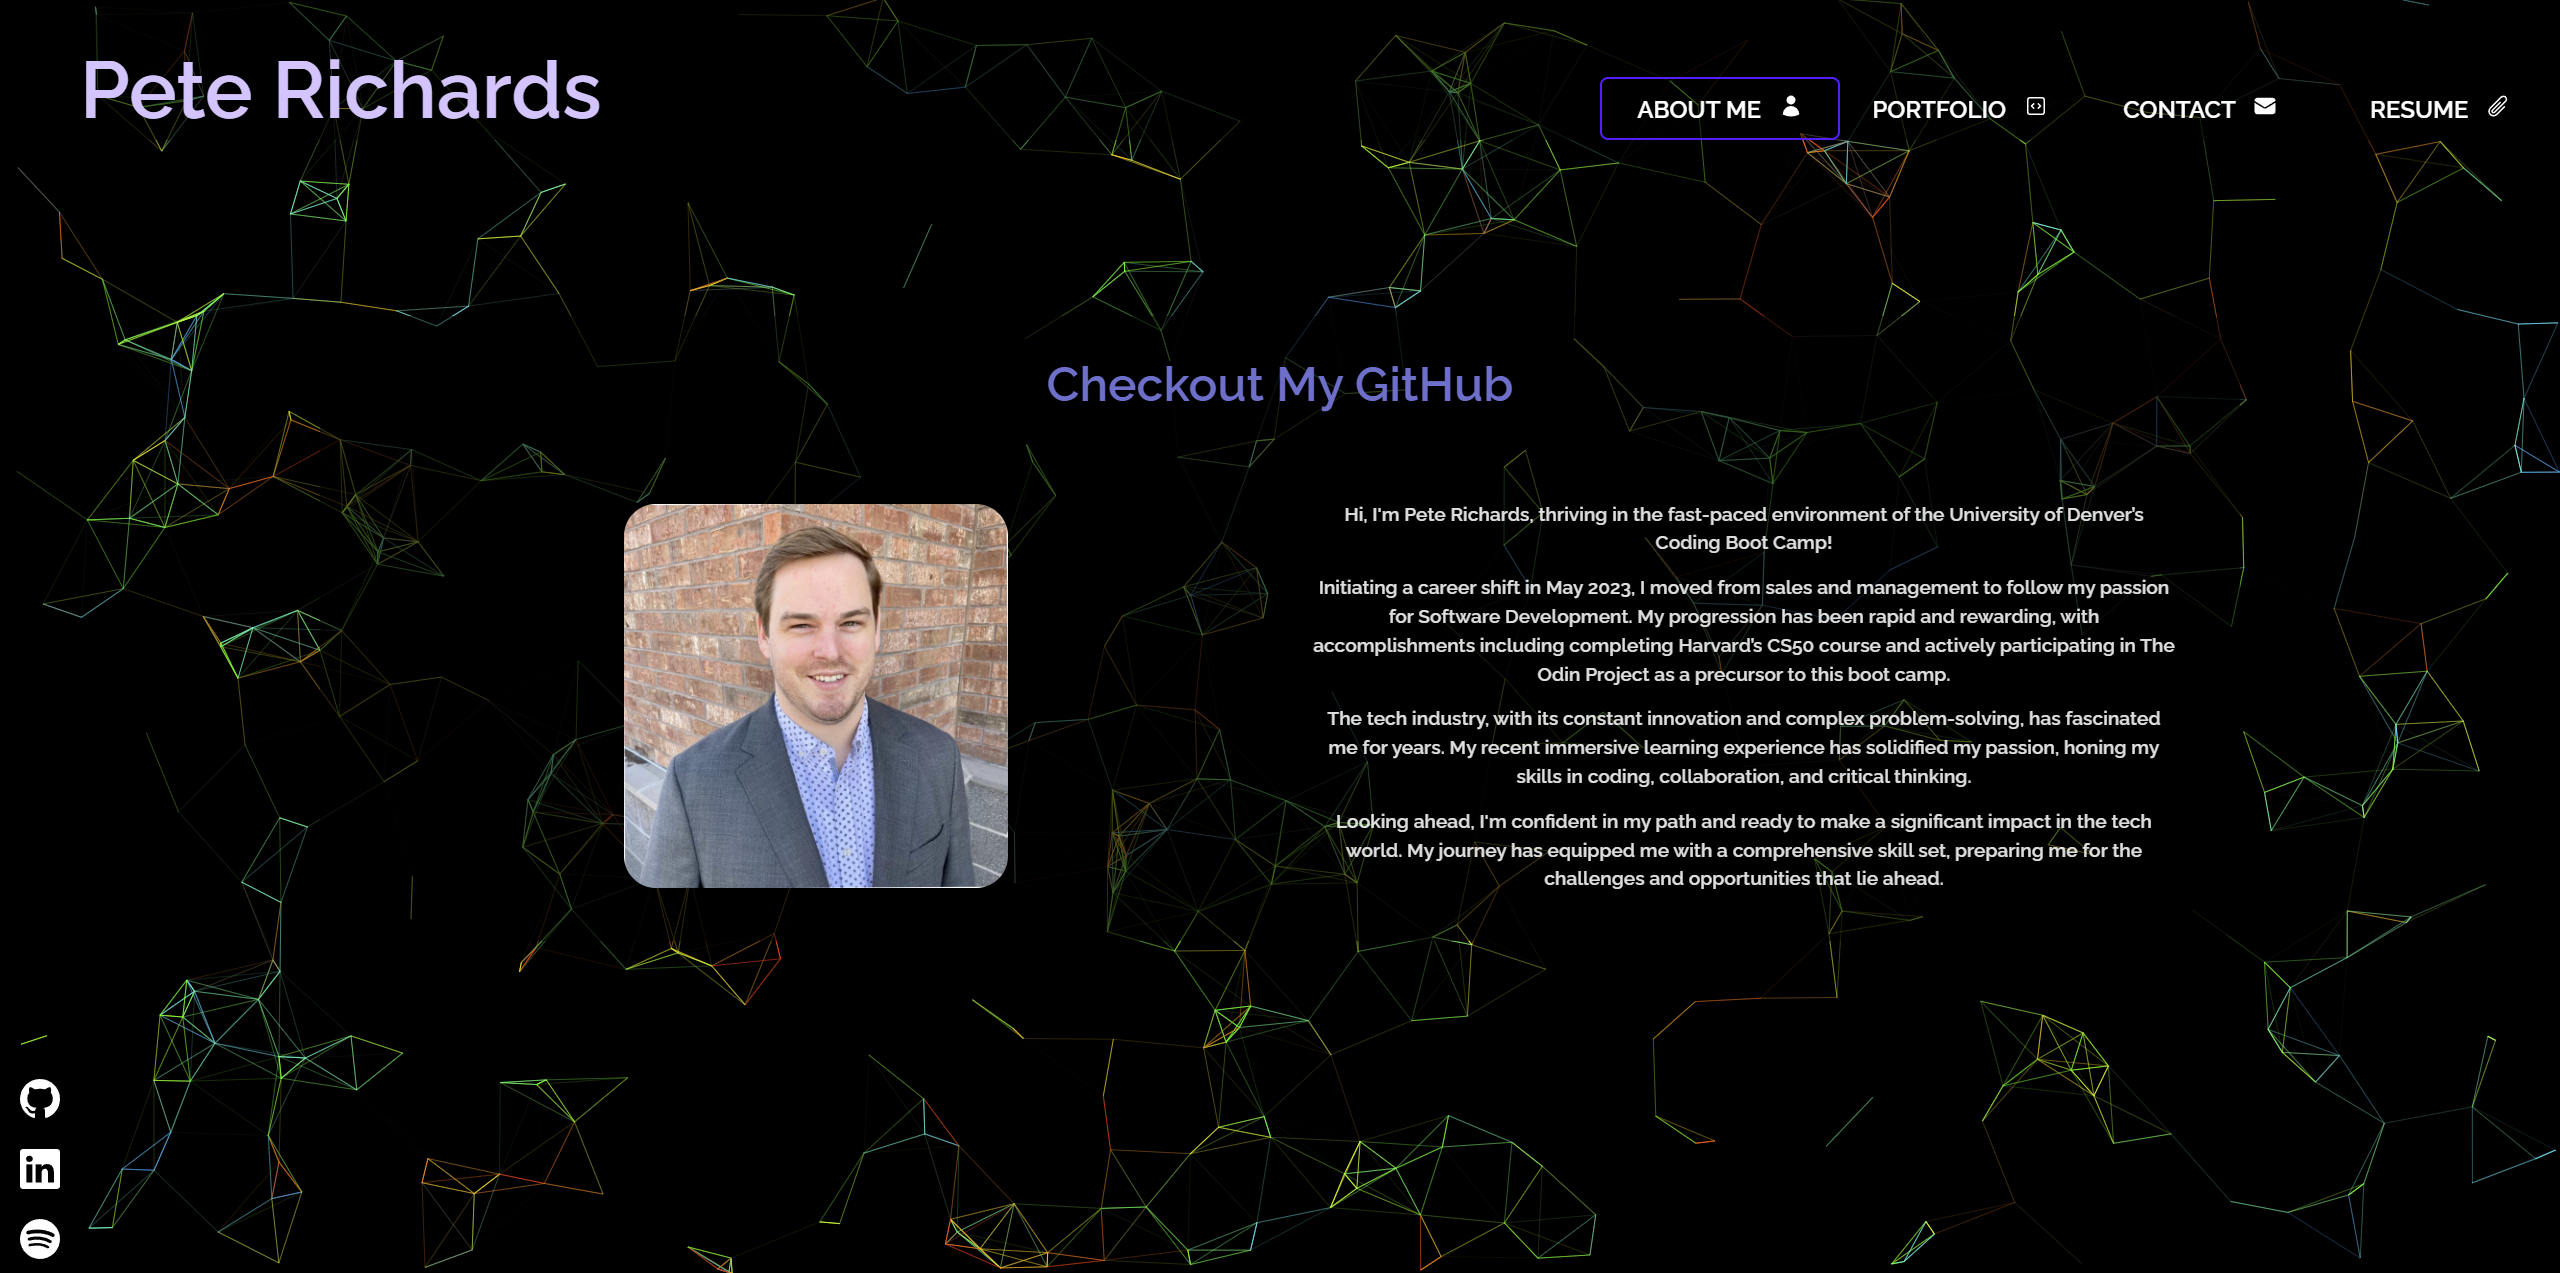 Pete Richards
ABOUT ME
PORTFOLIO
CONTACT
RESUME
Checkout My GitHub
Hi, I'm Pete Richards, thriving in the fast-paced environment of the University of Denver's
Coding Boot Camp!
Initiating a career shift in May 2023, I moved from sales and management to follow my passion
for Software Development. My progression has been rapid and rewarding, with
accomplishments including completing Harvard's CS50 course and actively participating in The
Odin Project as a precursor to this boot camp.
The tech industry, with its constant innovation and complex problem-solving, has fascinated
me for years. My recent immersive learning experience has solidified my passion, honing my
skills in coding, collaboration, and critical thinking.
Looking ahead, I'm confident in my path and ready to make a significant impact in the tech
world. My journey has equipped me with a comprehensive skill set, preparing me for the
challenges and opportunities that lie ahead.
in